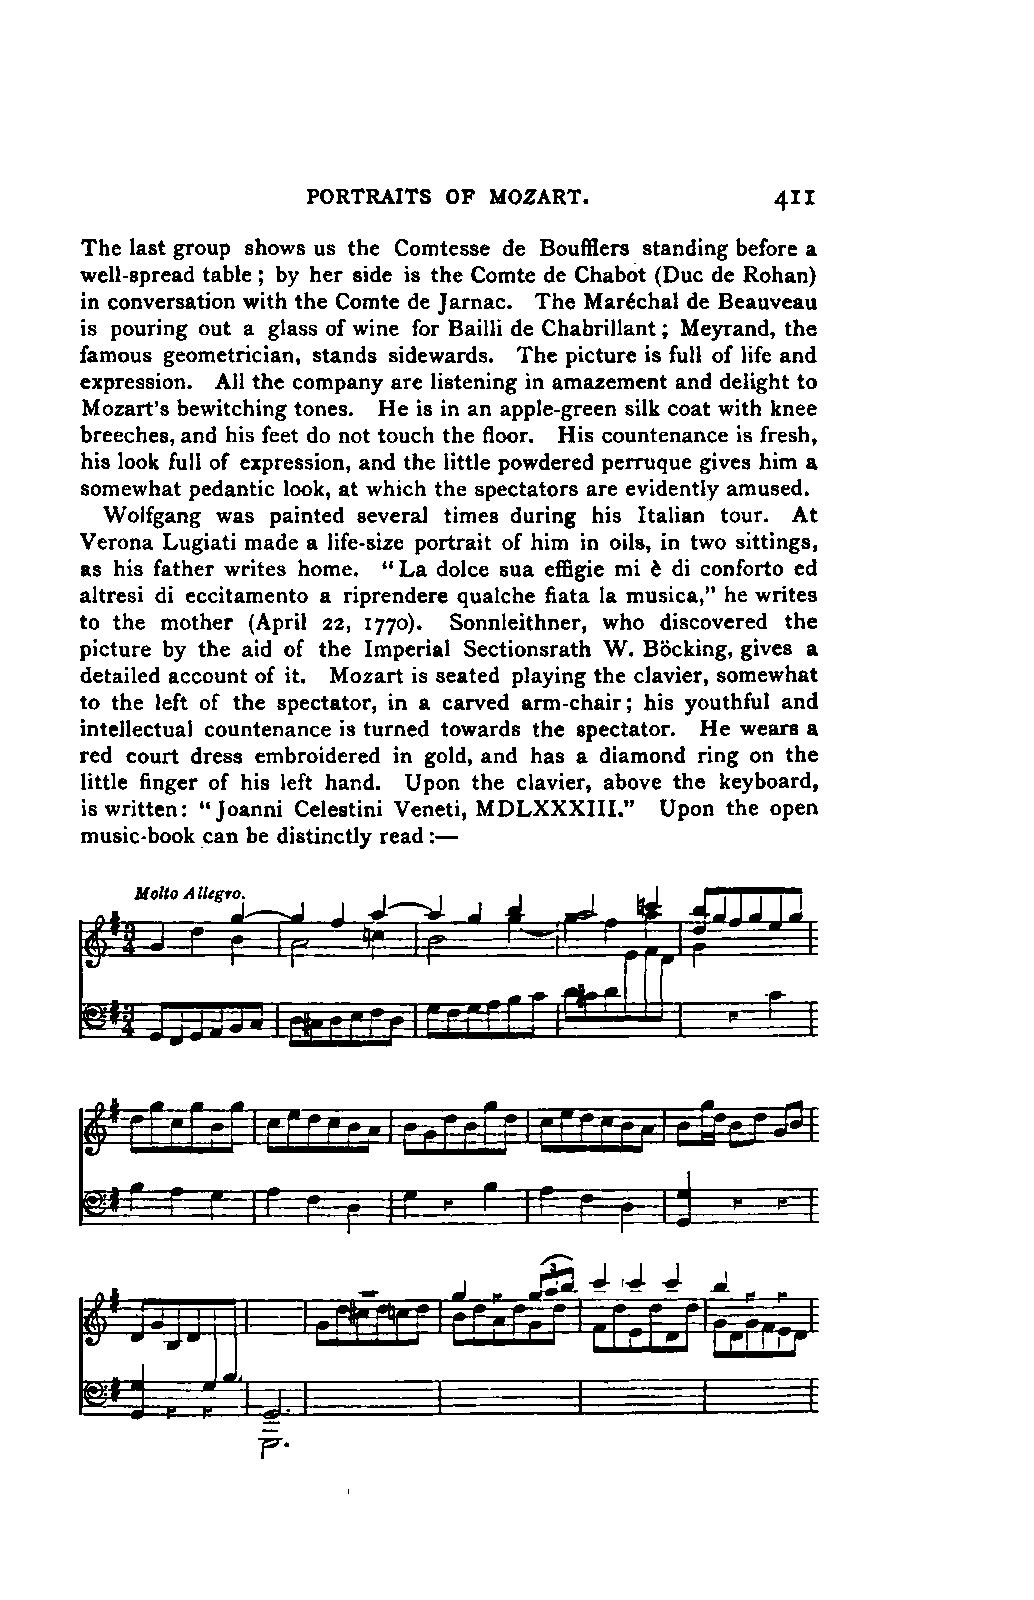 PORTRAITS OF MOZART. 411
The last group shows us the Comtesse de Boufflers standing before a
well-spread table; by her side is the Comte de Chabot (Duc de Rohan)
in conversation with the Comte de Jarnac. The Maréchal de Beauveau
is pouring out a glass of wine for Bailli de Chabrillant; Meyrand, the
famous geometrician, stands sidewards. The picture is full of life and
expression. All the company are listening in amazement and delight to
Mozart's bewitching tones. He is in an apple-green silk coat with knee
breeches, and his feet do not touch the floor. His countenance is fresh,
his look full of expression, and the little powdered perruque gives him a
somewhat pedantic look, at which the spectators are evidently amused.
Wolfgang was painted several times during his Italian tour. At
Verona Lugiati made a life-size portrait of him in oils, in two sittings,
as his father writes home. "La dolce sua effigie mi è di conforto ed
altresi di eccitamento a riprendere qualche fiata la musica," he writes
to the mother (April 22, 1770). Sonnleithner, who discovered the
picture by the aid of the Imperial Sectionsrath W. Böcking, gives a
detailed account of it. Mozart is seated playing the clavier, somewhat
to the left of the spectator, in a carved arm-chair; his youthful and
intellectual countenance is turned towards the spectator. He wears a
red court dress embroidered in gold, and has a diamond ring on the
little finger of his left hand. Upon the clavier, above the keyboard,
is written: "Joanni Celestini Veneti, MDLXXXIII." Upon the open
music-book can be distinctly read:—
Molto Allegro.
3
4
3
4
3